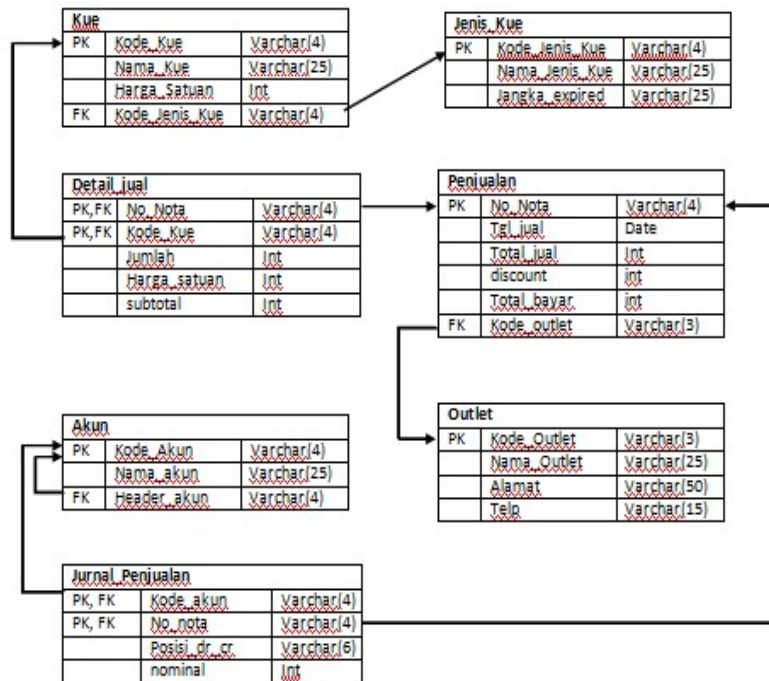 Kue
PK Kode_Kue Varchar(4)
Nama_Kue Varchar(25)
Harga_Satuan Int
FK Kode_Jenis_Kue Varchar(4)
Jenis_Kue
PK Kode_Jenis_Kue Varchar(4)
Nama_Jenis_Kue Varchar(25)
Jangka_expired Varchar(25)
Detail_jual
PK,FK No_Nota Varchar(4)
PK,FK Kode_Kue Varchar(4)
Jumlah Int
Harga_satuan Int
subtotal Int
Penjualan
PK No_Nota Varchar(4)
Tgl_jual Date
Total_jual Int
discount int
Total_bayar int
FK Kode_outlet Varchar(3)
Akun
PK Kode_Akun Varchar(4)
Nama_akun Varchar(25)
FK Header_akun Varchar(4)
Outlet
PK Kode_Outlet Varchar(3)
Nama_Outlet Varchar(25)
Alamat Varchar(50)
Telp Varchar(15)
Jurnal_Penjualan
PK, FK Kode_akun Varchar(4)
PK, FK No_nota Varchar(4)
Posisi_dr_cr Varchar(6)
nominal Int